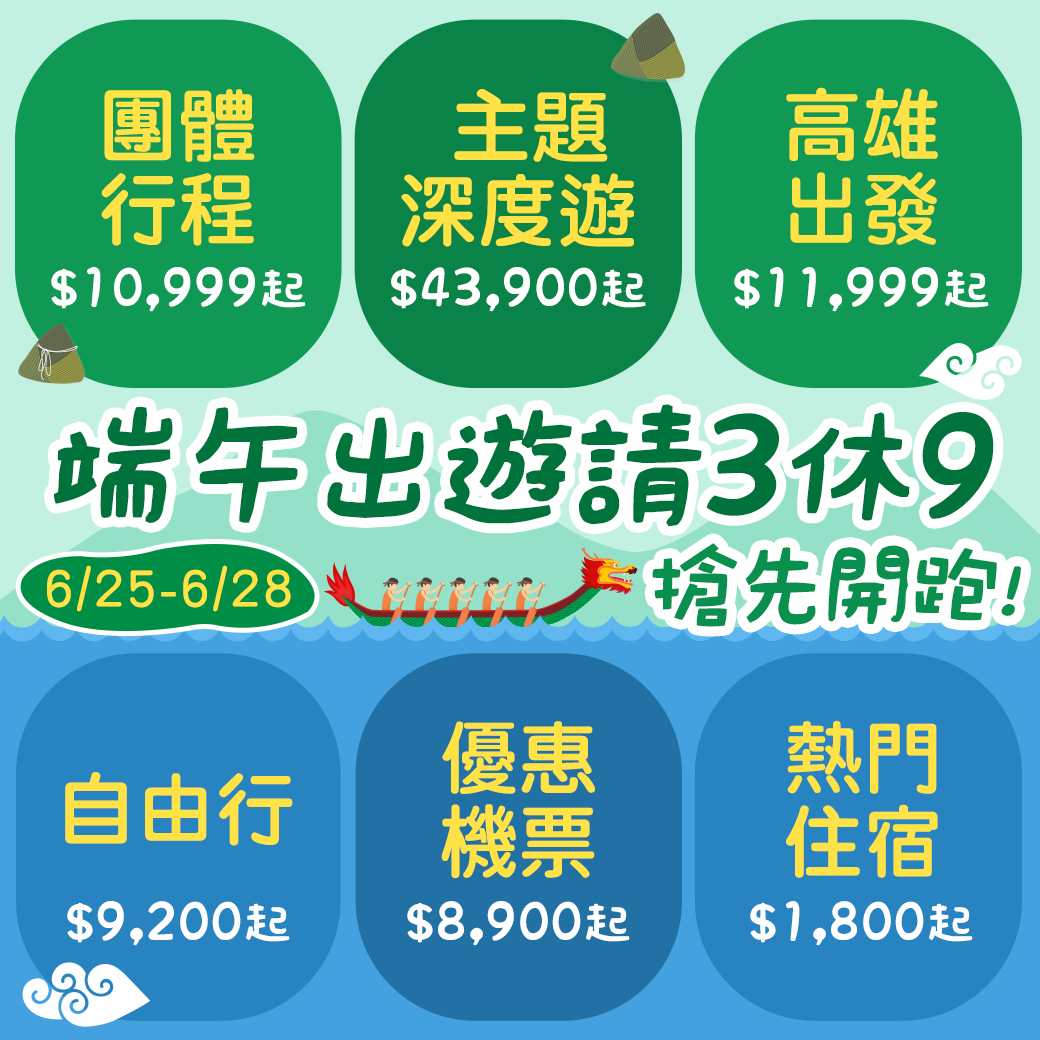 團體
行程
$10,999起
主題
深度遊
$43,900起
高雄
出發
$11,999起
端午出遊請3休9
6/25-6/28
搶先開跑!
自由行
$9,200起
優惠
機票
$8,900起
熱門
住宿
$1,800起